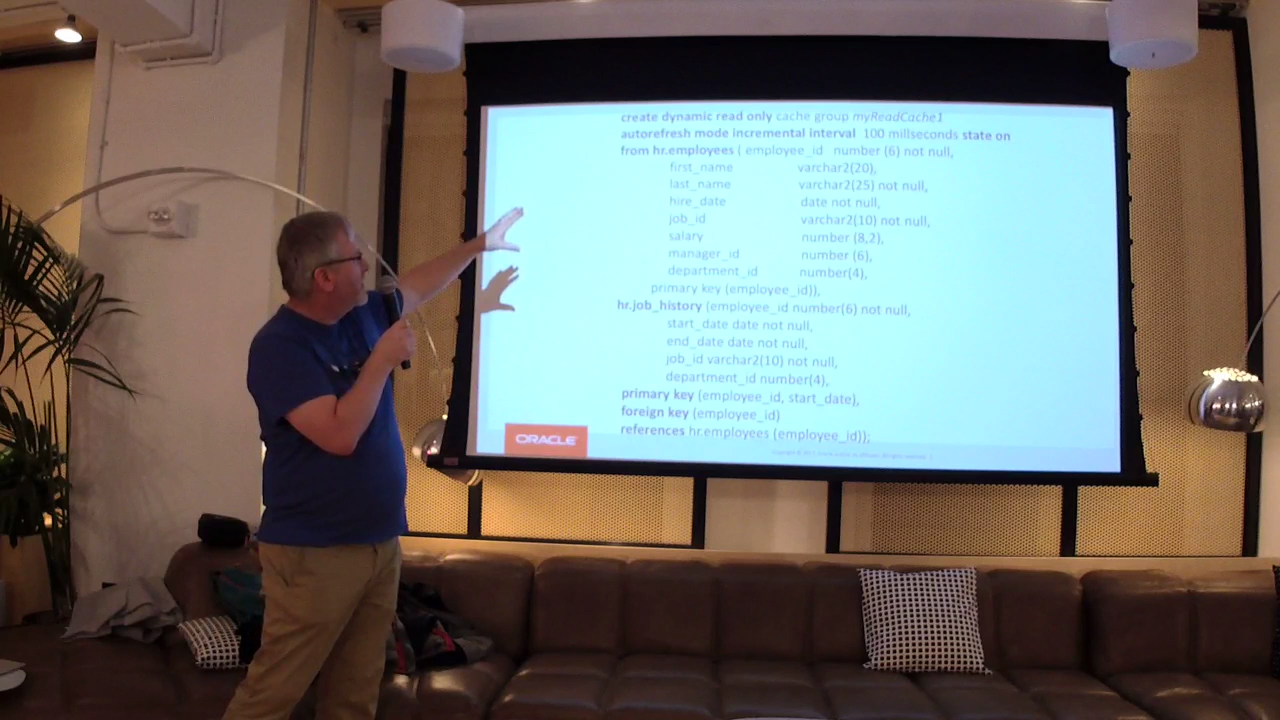 create dynamic read only cache group myReadCache1
autorefresh mode incremental interval 100 millseconds state on
from hr.employees ( employee_id number (6) not null,
first_name varchar2(20),
last_name varchar2(25) not null,
hire_date date not null,
job_id varchar2(10) not null,
salary number (8,2),
manager_id number (6),
department_id number(4),
primary key (employee_id)),
hr.job_history (employee_id number(6) not null,
start_date date not null,
end_date date not null,
job_id varchar2(10) not null,
department_id number(4),
primary key (employee_id, start_date),
foreign key (employee_id)
references hr.employees (employee_id));
ORACLE